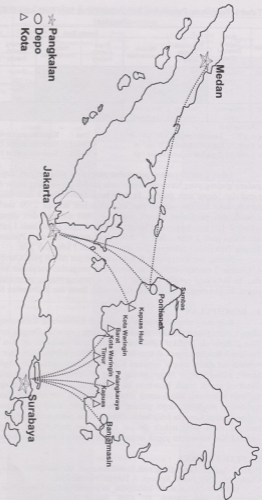 Medan
Sambas
Pontianak
Kapuas Hulu
Kota Waringin
Barat
Kota Waringin
Timur
Palangkaraya
Kapuas
Banjarmasin
Jakarta
Surabaya
Pangkalan
Depo
Kota